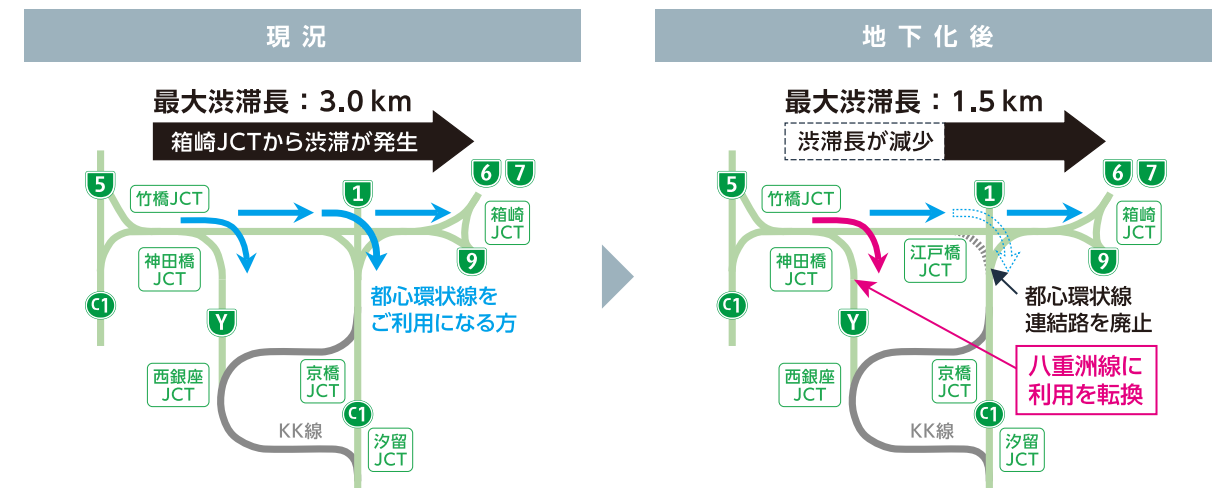 現況
最大渋滞長：3.0 km
箱崎JCTから渋滞が発生
5
竹橋JCT
1
6
7
箱崎
JCT
神田橋
JCT
9
C1
都心環状線を
ご利用になる方
Y
西銀座
JCT
京橋
JCT
C1
KK線
汐留
JCT
地下化後
最大渋滞長：1.5 km
渋滞長が減少
5
竹橋JCT
1
6
7
箱崎
JCT
神田橋
JCT
江戸橋
JCT
9
C1
都心環状線
連結路を廃止
Y
八重洲線に
利用を転換
西銀座
JCT
京橋
JCT
C1
KK線
汐留
JCT